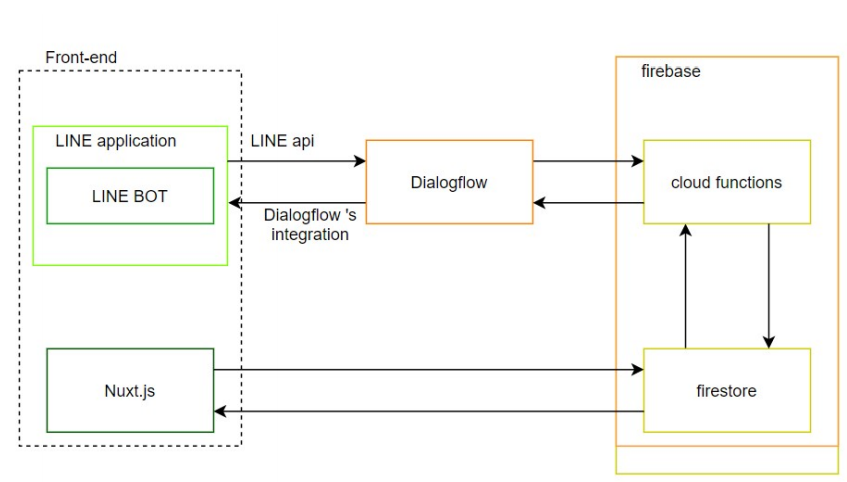 Front-end
firebase
LINE application
LINE api
LINE BOT
Dialogflow
cloud functions
Dialogflow 's
integration
Nuxt.js
firestore